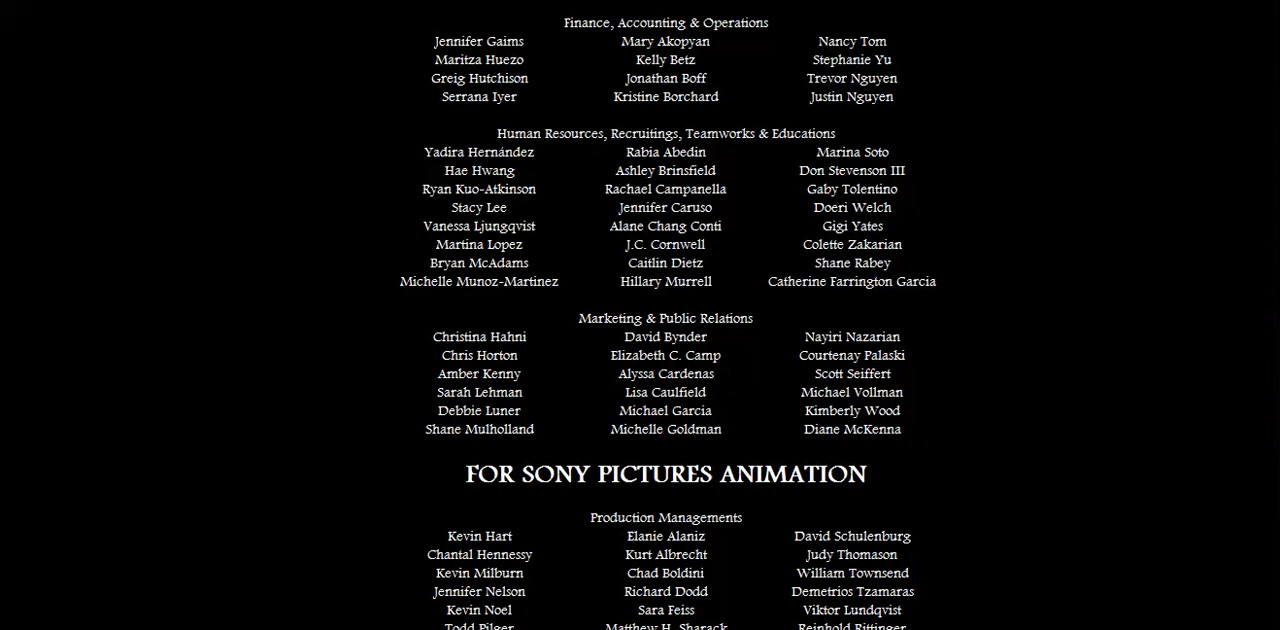 Finance, Accounting & Operations
Jennifer Gaims Mary Akopyan Nancy Tom
Maritza Huezo Kelly Betz Stephanie Yu
Greig Hutchison Jonathan Boff Trevor Nguyen
Serrana Iyer Kristine Borchard Justin Nguyen
Human Resources, Recruitings, Teamworks & Educations
Yadira Hernández Rabia Abedin Marina Soto
Hae Hwang Ashley Brinsfield Don Stevenson III
Ryan Kuo-Atkinson Rachael Campanella Gaby Tolentino
Stacy Lee Jennifer Caruso Doeri Welch
Vanessa Ljungqvist Alane Chang Conti Gigi Yates
Martina Lopez J.C. Cornwell Colette Zakarian
Bryan McAdams Caitlin Dietz Shane Rabey
Michelle Munoz-Martinez Hillary Murrell Catherine Farrington Garcia
Marketing & Public Relations
Christina Hahni David Bynder Nayiri Nazarian
Chris Horton Elizabeth C. Camp Courtenay Palaski
Amber Kenny Alyssa Cardenas Scott Seiffert
Sarah Lehman Lisa Caulfield Michael Vollman
Debbie Luner Michael Garcia Kimberly Wood
Shane Mulholland Michelle Goldman Diane McKenna
FOR SONY PICTURES ANIMATION
Production Managements
Kevin Hart Elanie Alaniz David Schulenburg
Chantal Hennessy Kurt Albrecht Judy Thomason
Kevin Milburn Chad Boldini William Townsend
Jennifer Nelson Richard Dodd Demetrios Tzamaras
Kevin Noel Sara Feiss Viktor Lundqvist
Todd Pilger Matthew H. Sharack Reinhold Rittinger